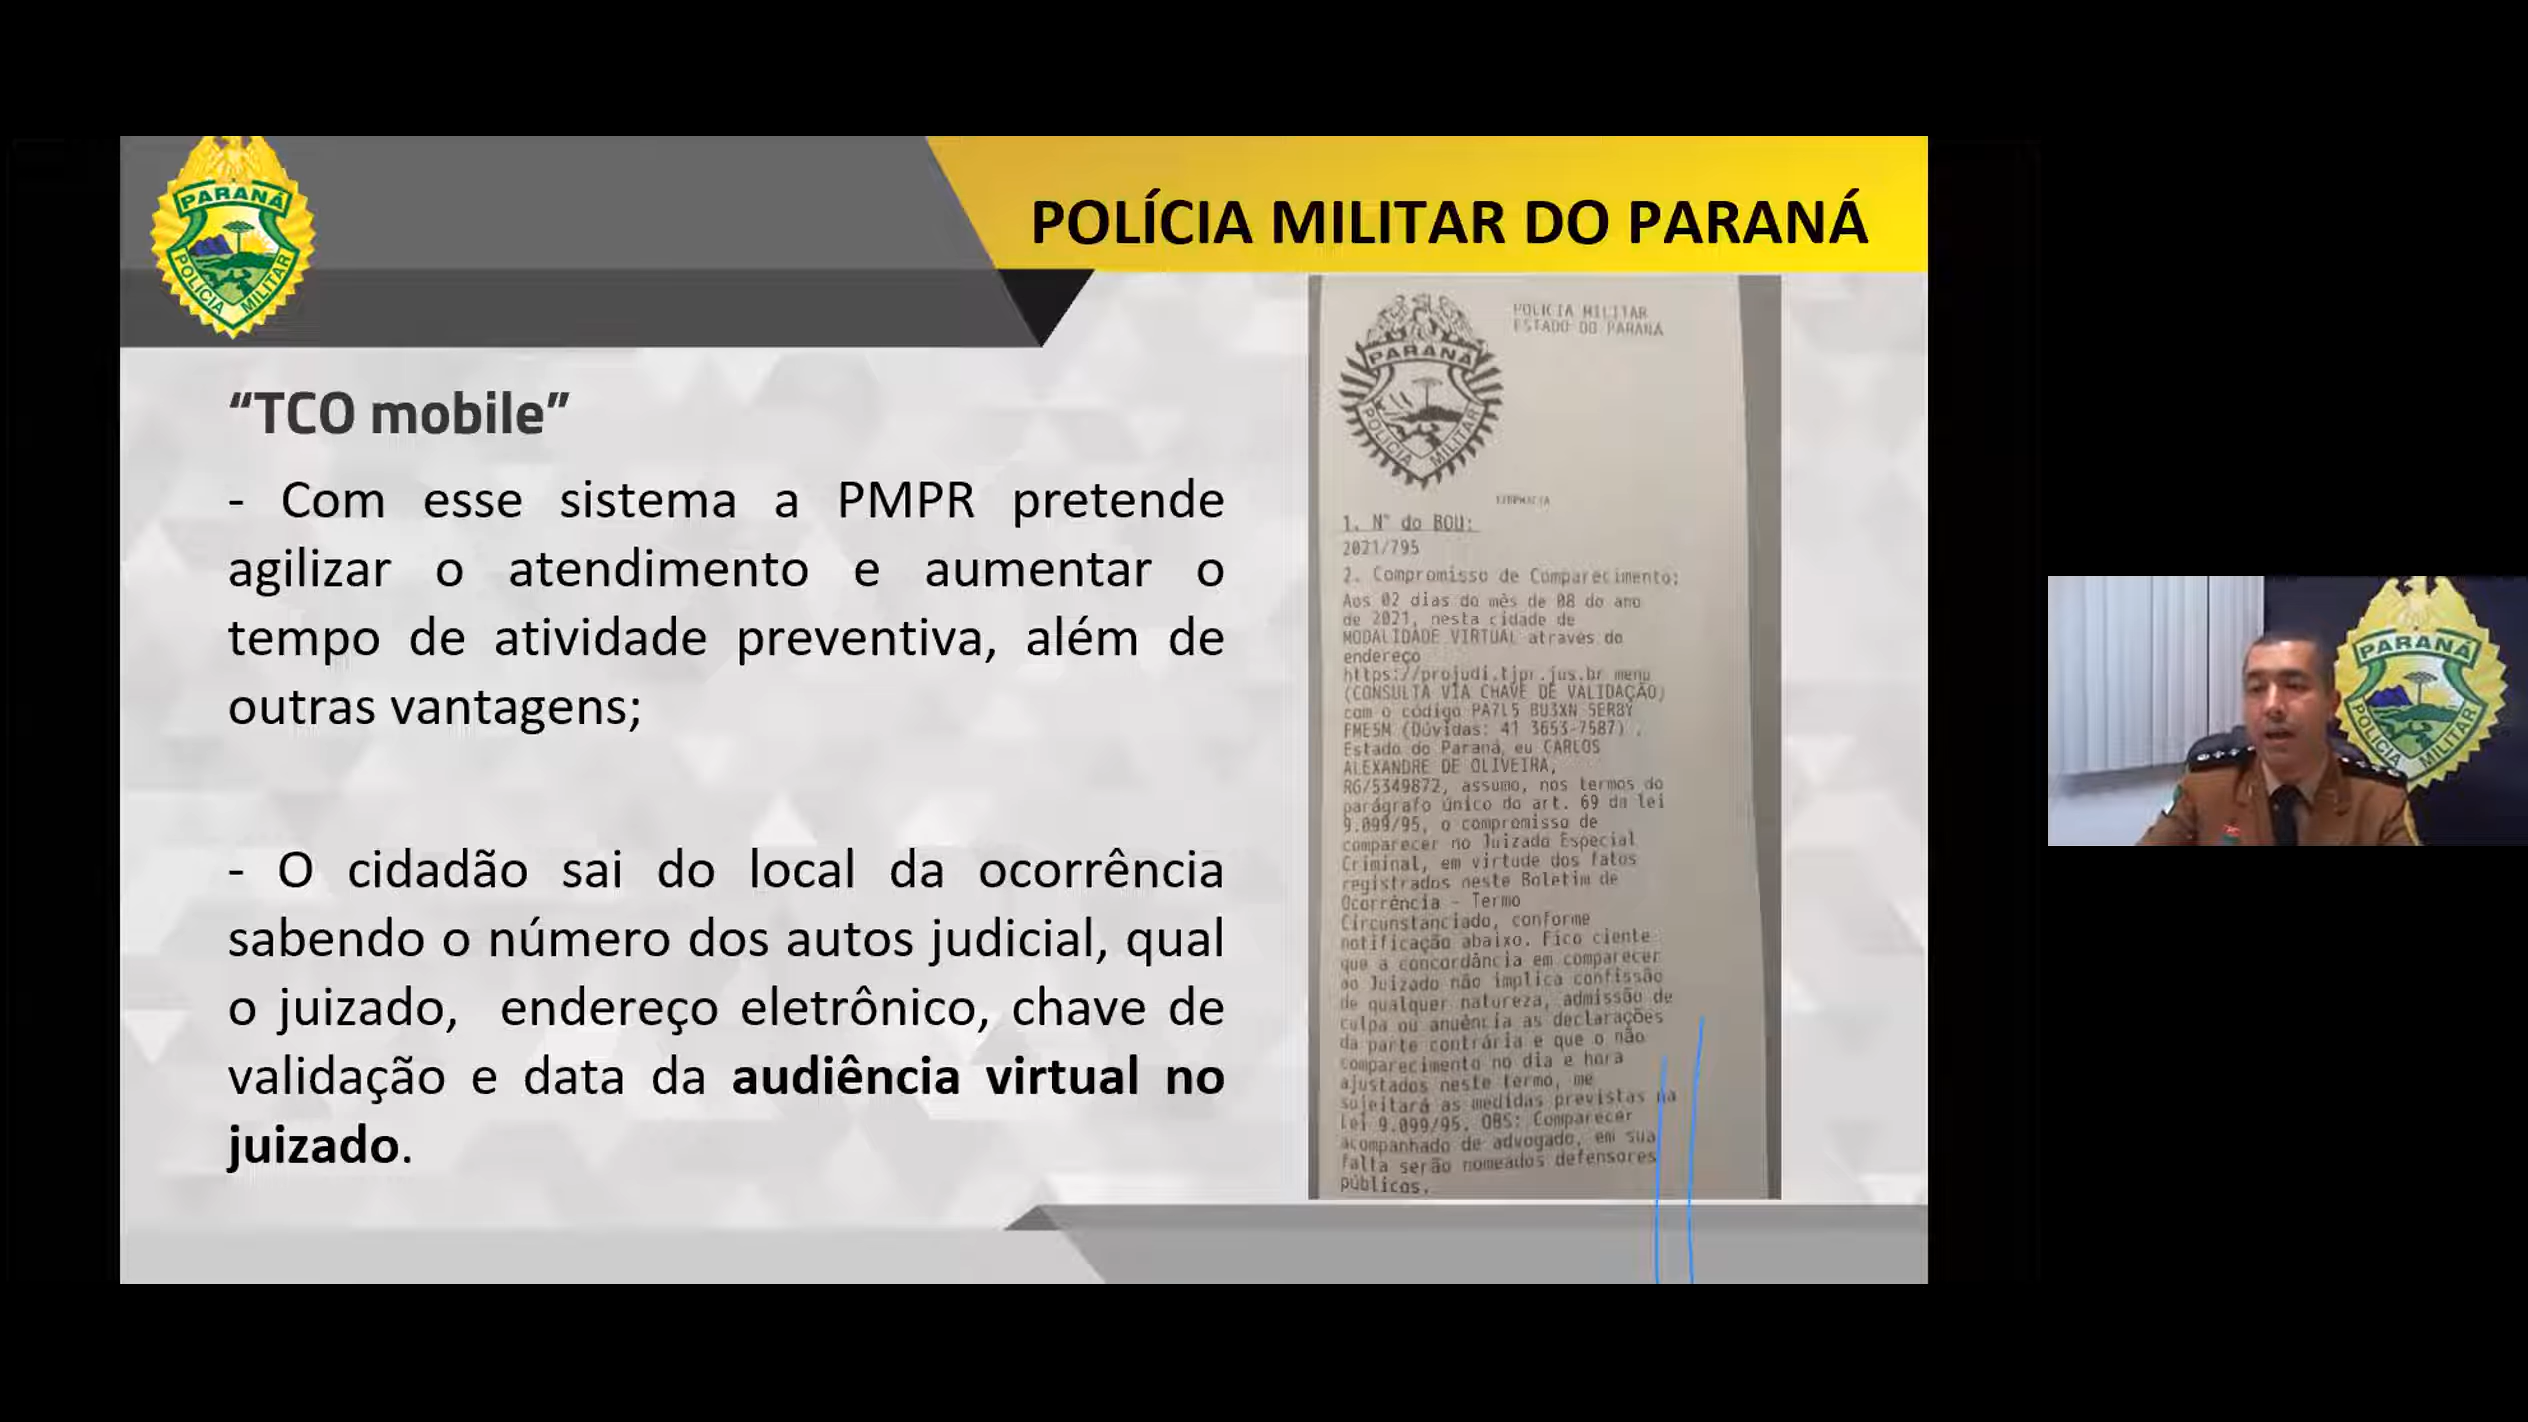 PARANÁ
POLÍCIA MILITAR
POLÍCIA MILITAR DO PARANÁ
“TCO mobile”
- Com esse sistema a PMPR pretende
agilizar o atendimento e aumentar o
tempo de atividade preventiva, além de
outras vantagens;
- O cidadão sai do local da ocorrência
sabendo o número dos autos judicial, qual
o juizado, endereço eletrônico, chave de
validação e data da audiência virtual no
juizado.
POLICIA MILITAR
ESTADO DO PARANÁ
PARANÁ
POLICIA MILITAR
1. N° do BOU:
2021/795
2. Compromisso de Comparecimento:
Aos 02 dias do mês de 08 do ano
de 2021, nesta cidade de
MODALIDADE VIRTUAL através do
endereço
https://projudi.tjpr.jus.br menu
(CONSULTA VIA CHAVE DE VALIDAÇÃO)
com o código PA7L5 BU3XN 5ERBY
FME5M (Dúvidas: 41 3653-7587) .
Estado do Paraná, eu CARLOS
ALEXANDRE DE OLIVEIRA,
RG/5349872, assumo, nos termos do
parágrafo único do art. 69 da lei
9.099/95, o compromisso de
comparecer no Juizado Especial
Criminal, em virtude dos fatos
registrados neste Boletim de
Ocorrência - Termo
Circunstanciado, conforme
notificação abaixo. Fico ciente
que a concordância em comparecer
ao Juizado não implica confissão
de qualquer natureza, admissão de
culpa ou anuência as declarações
da parte contrária e que o não
comparecimento no dia e hora
ajustados neste termo, me
sujeitará as medidas previstas na
Lei 9.099/95. OBS: Comparecer
acompanhado de advogado, em sua
falta serão nomeados defensores
públicos.
PARANÁ
POLÍCIA MILITAR